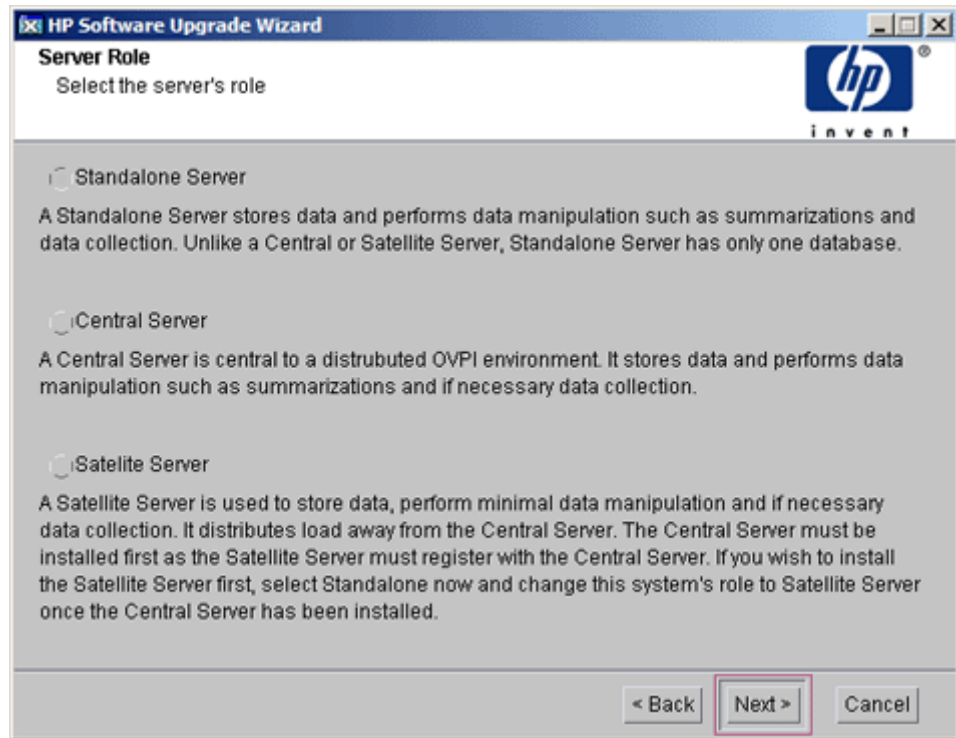 HP Software Upgrade Wizard
Server Role
Select the server's role
hp
®
invent
Standalone Server
A Standalone Server stores data and performs data manipulation such as summarizations and
data collection. Unlike a Central or Satellite Server, Standalone Server has only one database.
Central Server
A Central Server is central to a distrubuted OVPI environment. It stores data and performs data
manipulation such as summarizations and if necessary data collection.
Satelite Server
A Satellite Server is used to store data, perform minimal data manipulation and if necessary
data collection. It distributes load away from the Central Server. The Central Server must be
installed first as the Satellite Server must register with the Central Server. If you wish to install
the Satellite Server first, select Standalone now and change this system's role to Satellite Server
once the Central Server has been installed.
< Back Next > Cancel